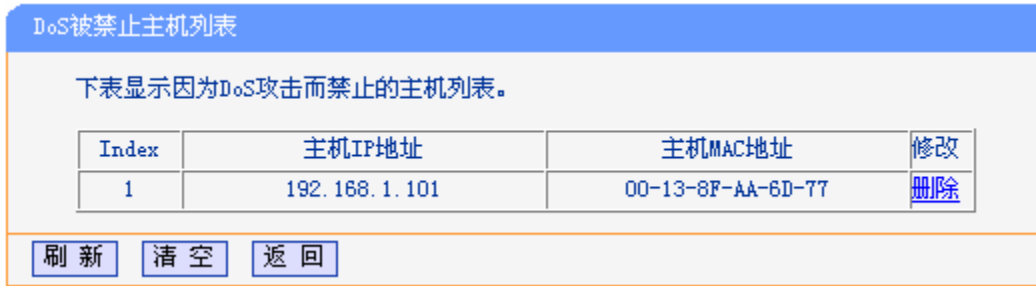 DoS被禁止主机列表
下表显示因为DoS攻击而禁止的主机列表。
Index 主机IP地址 主机MAC地址 修改
1 192.168.1.101 00-13-8F-AA-6D-77 删除
刷 新 清 空 返 回